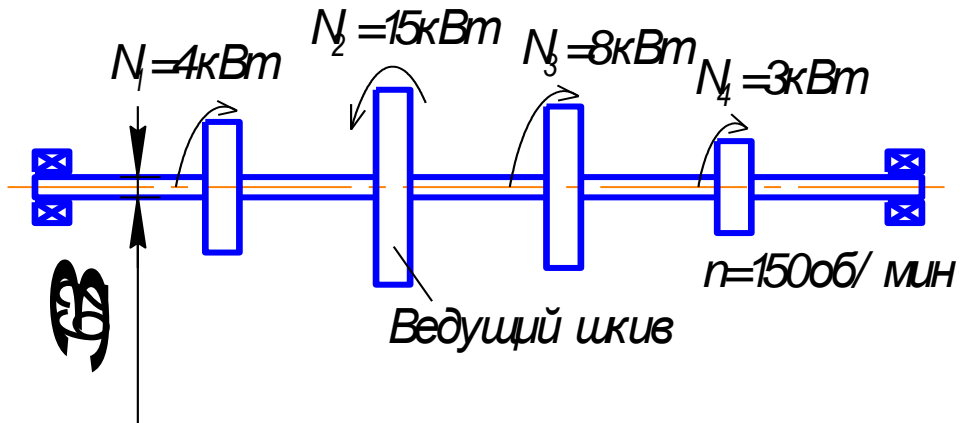 N₁=4кВт
N₂=15кВт
N₃=8кВт
N₄=3кВт
n=150об/ мин
Ведущий шкив